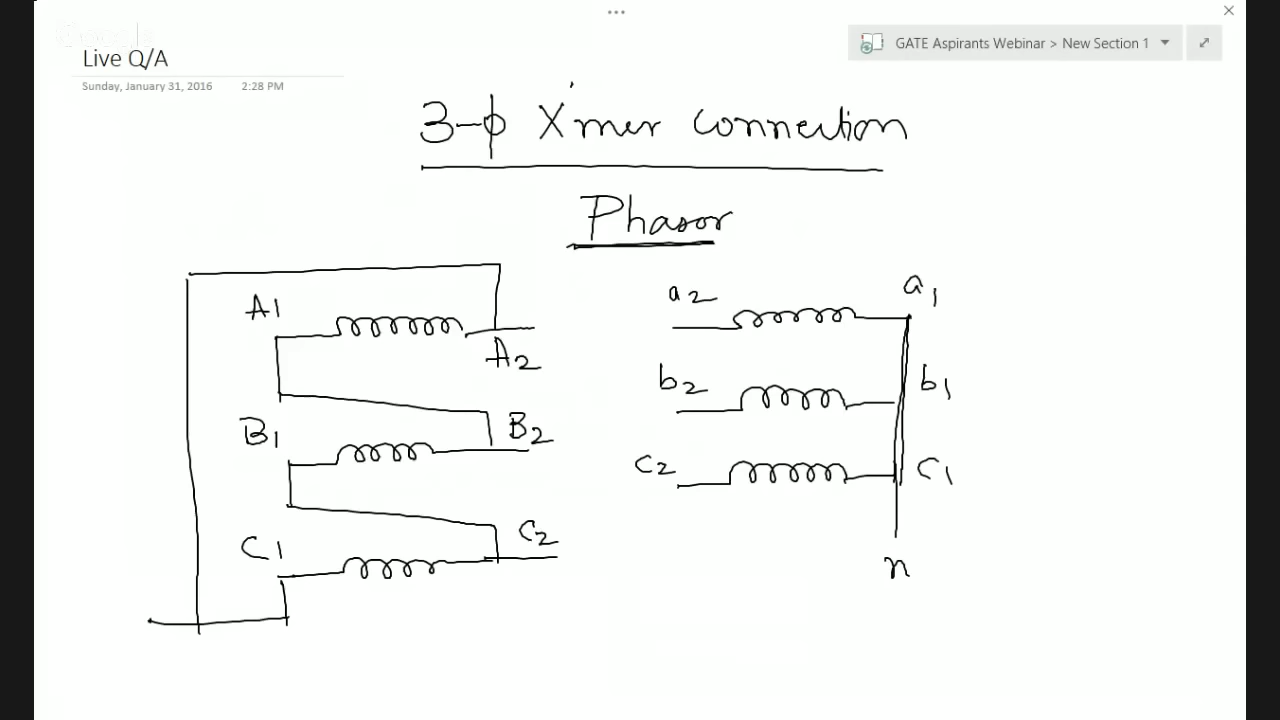 Live Q/A
GATE Aspirants Webinar > New Section 1
Sunday, January 31, 2016 2:28 PM
3-ϕ X'mer connection
Phasor
A1
A2
B1
B2
C1
C2
a2
a1
b2
b1
c2
c1
n